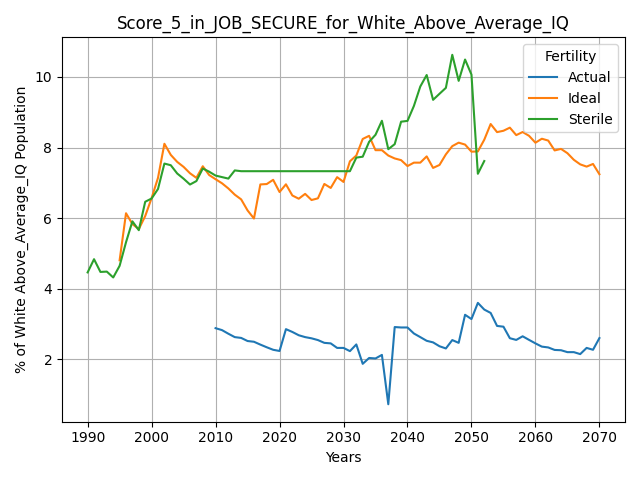 Score_5_in_JOB_SECURE_for_White_Above_Average_IQ
% of White Above_Average_IQ Population
10
8
6
4
2
Fertility
Actual
Ideal
Sterile
1990 2000 2010 2020 2030 2040 2050 2060 2070
Years